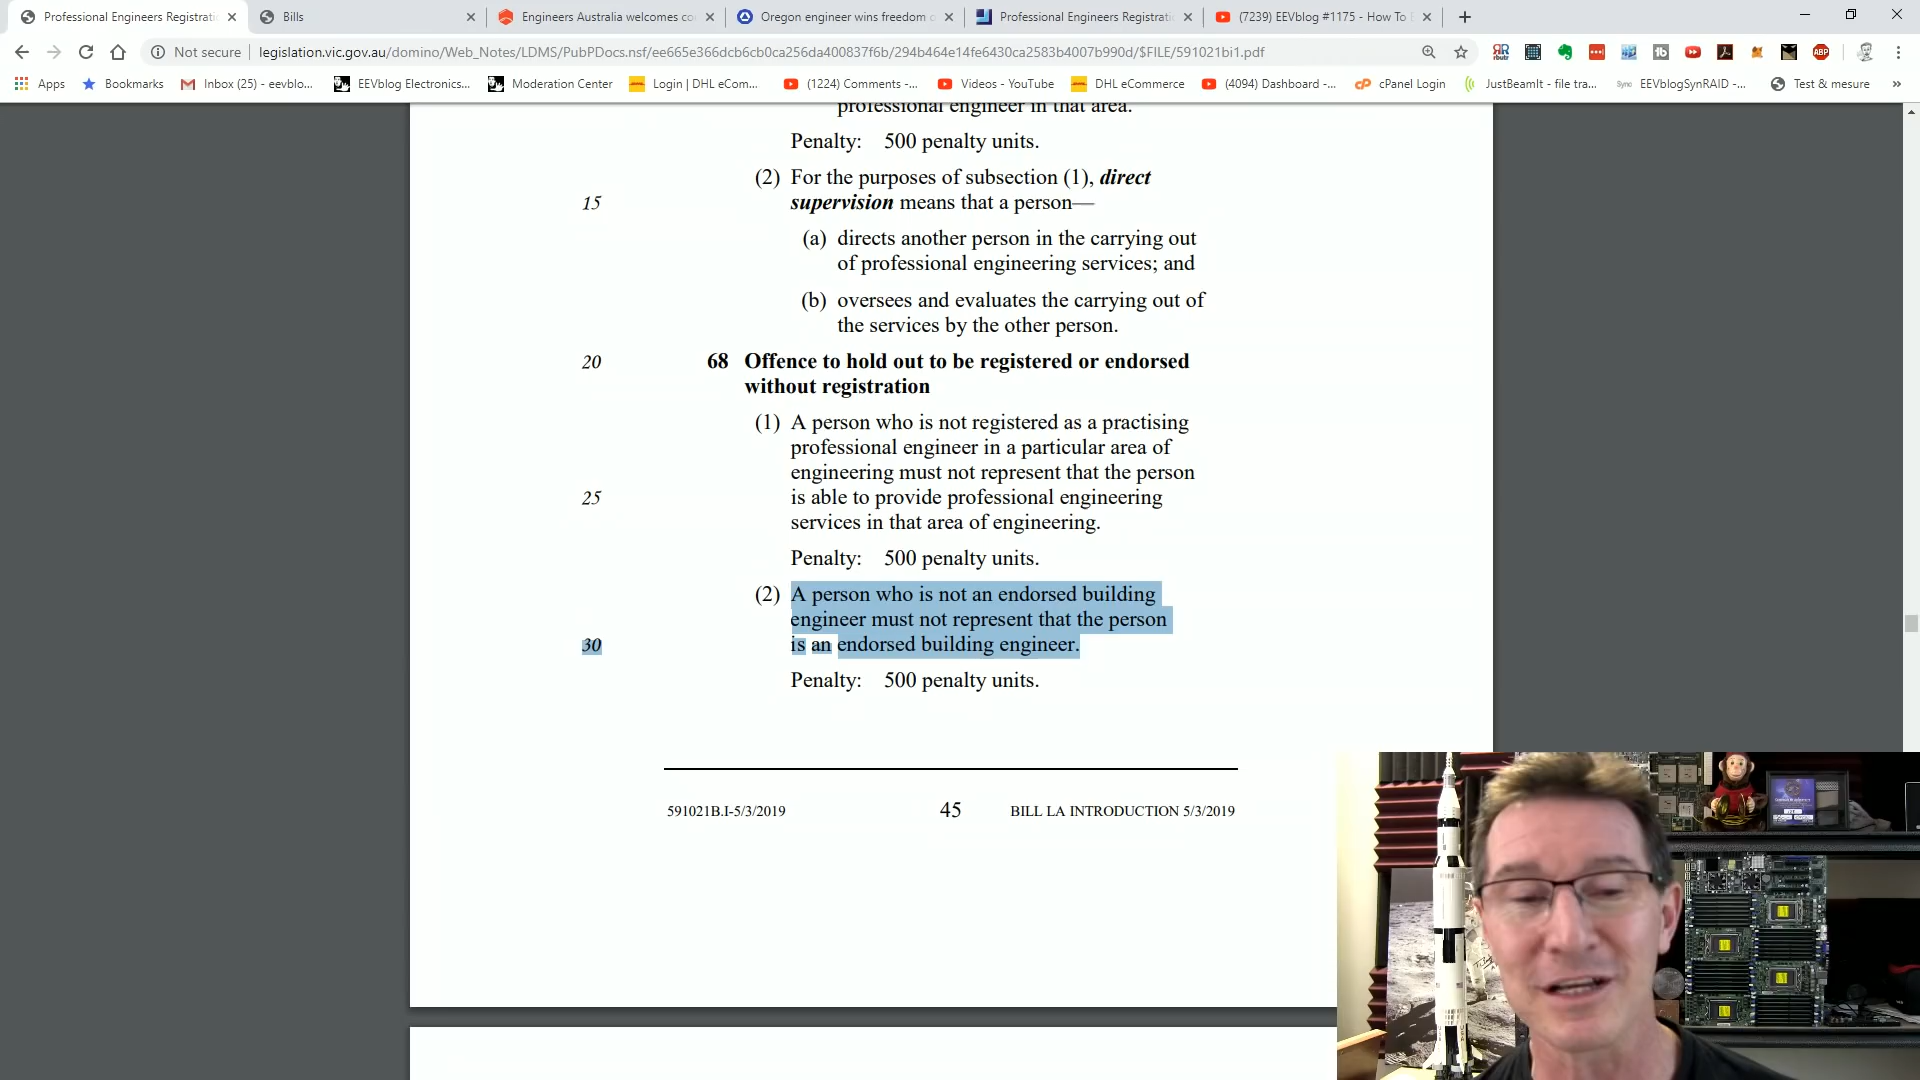 Professional Engineers Registrati
Bills
Engineers Australia welcomes co
Oregon engineer wins freedom o
Professional Engineers Registrati
(7239) EEVblog #1175 - How To
Not secure
legislation.vic.gov.au/domino/Web_Notes/LDMS/PubPDocs.nsf/ee665e366dcb6cb0ca256da400837f6b/294b464e14fe6430ca2583b4007b990d/$FILE/591021bi1.pdf
Apps
Bookmarks
Inbox (25) - eevblo...
EEVblog Electronics...
Moderation Center
Login | DHL eCom...
(1224) Comments -...
Videos - YouTube
DHL eCommerce
(4094) Dashboard -...
cPanel Login
JustBeamIt - file tra...
Sync
EEVblogSynRAID -...
Test & mesure
professional engineer in that area.
Penalty: 500 penalty units.
(2) For the purposes of subsection (1), direct
15 supervision means that a person—
(a) directs another person in the carrying out
of professional engineering services; and
(b) oversees and evaluates the carrying out of
the services by the other person.
20 68 Offence to hold out to be registered or endorsed
without registration
(1) A person who is not registered as a practising
professional engineer in a particular area of
engineering must not represent that the person
25 is able to provide professional engineering
services in that area of engineering.
Penalty: 500 penalty units.
(2) A person who is not an endorsed building
engineer must not represent that the person
30 is an endorsed building engineer.
Penalty: 500 penalty units.
591021B.I-5/3/2019 45 BILL LA INTRODUCTION 5/3/2019